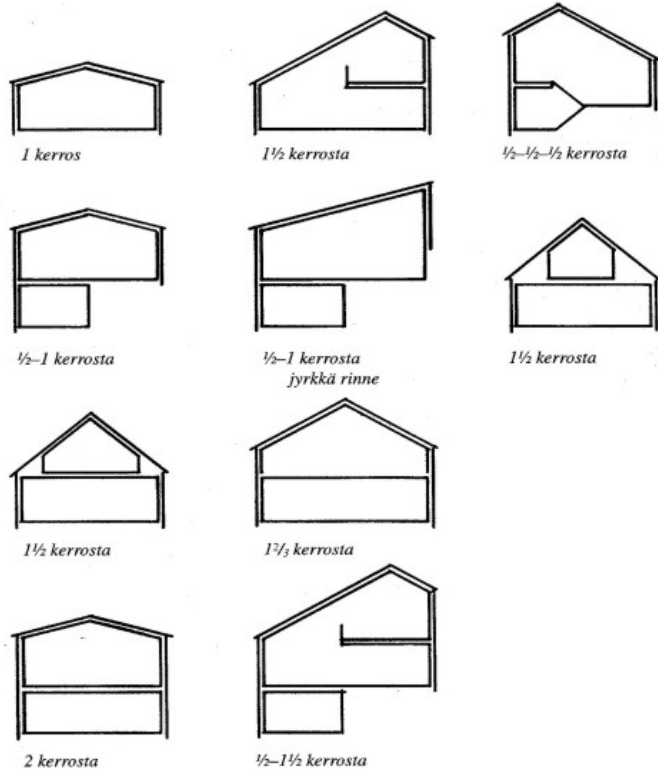 1 kerros
1½ kerrosta
½–½–½ kerrosta
½–1 kerrosta
½–1 kerrosta
jyrkkä rinne
1½ kerrosta
1½ kerrosta
1⅔ kerrosta
2 kerrosta
½–1½ kerrosta